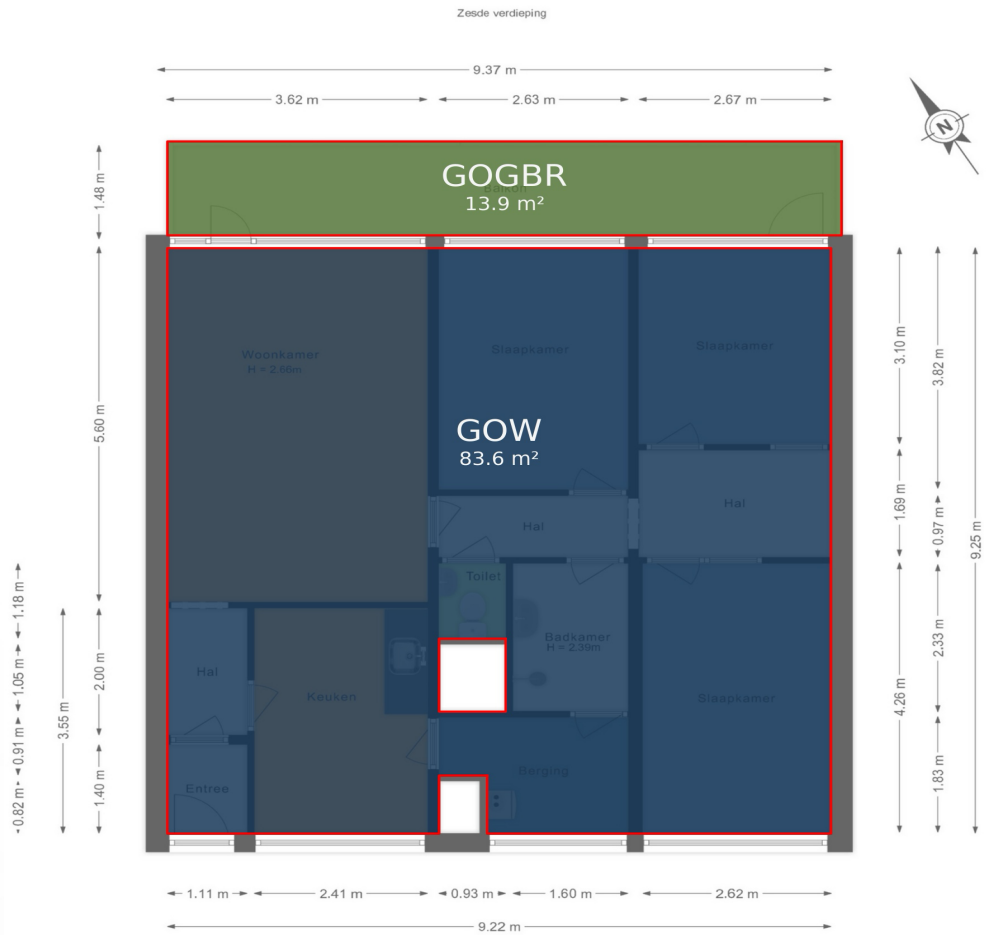 Zesde verdieping
9.37 m
3.62 m
2.63 m
2.67 m
N
1.48 m
GOGBR
Balkon
13.9 m²
Woonkamer
H = 2.66m
Slaapkamer
Slaapkamer
5.60 m
3.10 m
3.82 m
GOW
83.6 m²
Hal
Hal
1.69 m
0.97 m
9.25 m
Toilet
Badkamer
H = 2.39m
1.18 m
1.05 m
0.91 m
0.82 m
3.55 m
2.00 m
1.40 m
Hal
Keuken
Slaapkamer
4.26 m
2.33 m
1.83 m
Entree
Berging
1.11 m
2.41 m
0.93 m
1.60 m
2.62 m
9.22 m